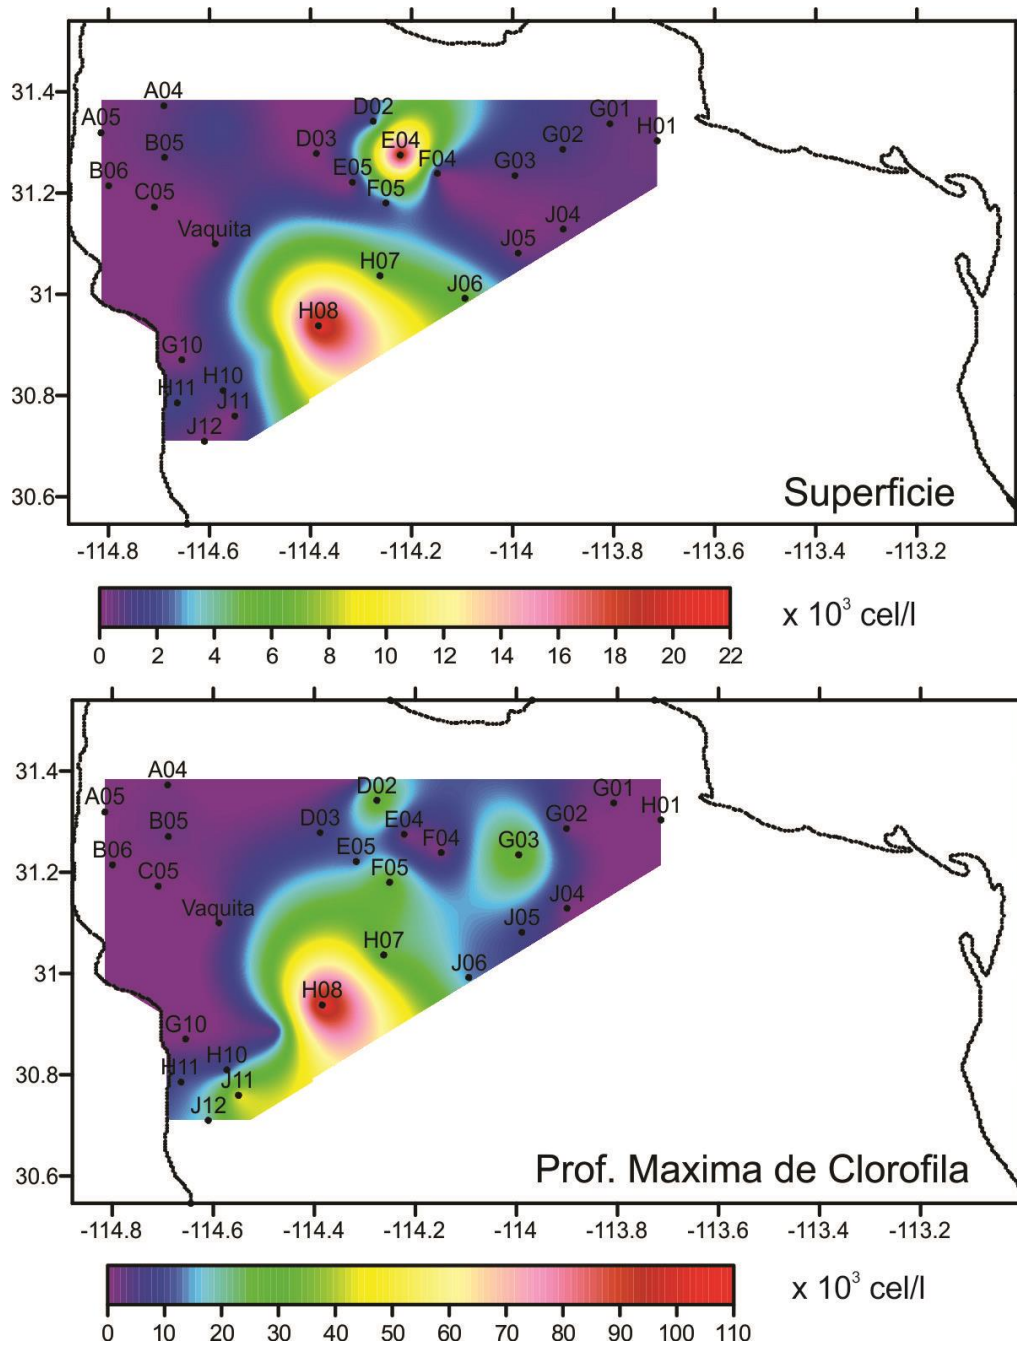 31.4
31.2
31
30.8
30.6
A04
A05
B05
B06
C05
Vaquita
D02
D03
E04
E05
F04
F05
G01
G02
G03
H01
J04
J05
J06
H07
H08
G10
H10
H11
J11
J12
Superficie
-114.8 -114.6 -114.4 -114.2 -114 -113.8 -113.6 -113.4 -113.2
0 2 4 6 8 10 12 14 16 18 20 22
x 10³ cel/l
31.4
31.2
31
30.8
30.6
A04
A05
B05
B06
C05
Vaquita
D02
D03
E04
E05
F04
F05
G01
G02
G03
H01
J04
J05
J06
H07
H08
G10
H10
H11
J11
J12
Prof. Maxima de Clorofila
-114.8 -114.6 -114.4 -114.2 -114 -113.8 -113.6 -113.4 -113.2
0 10 20 30 40 50 60 70 80 90 100 110
x 10³ cel/l